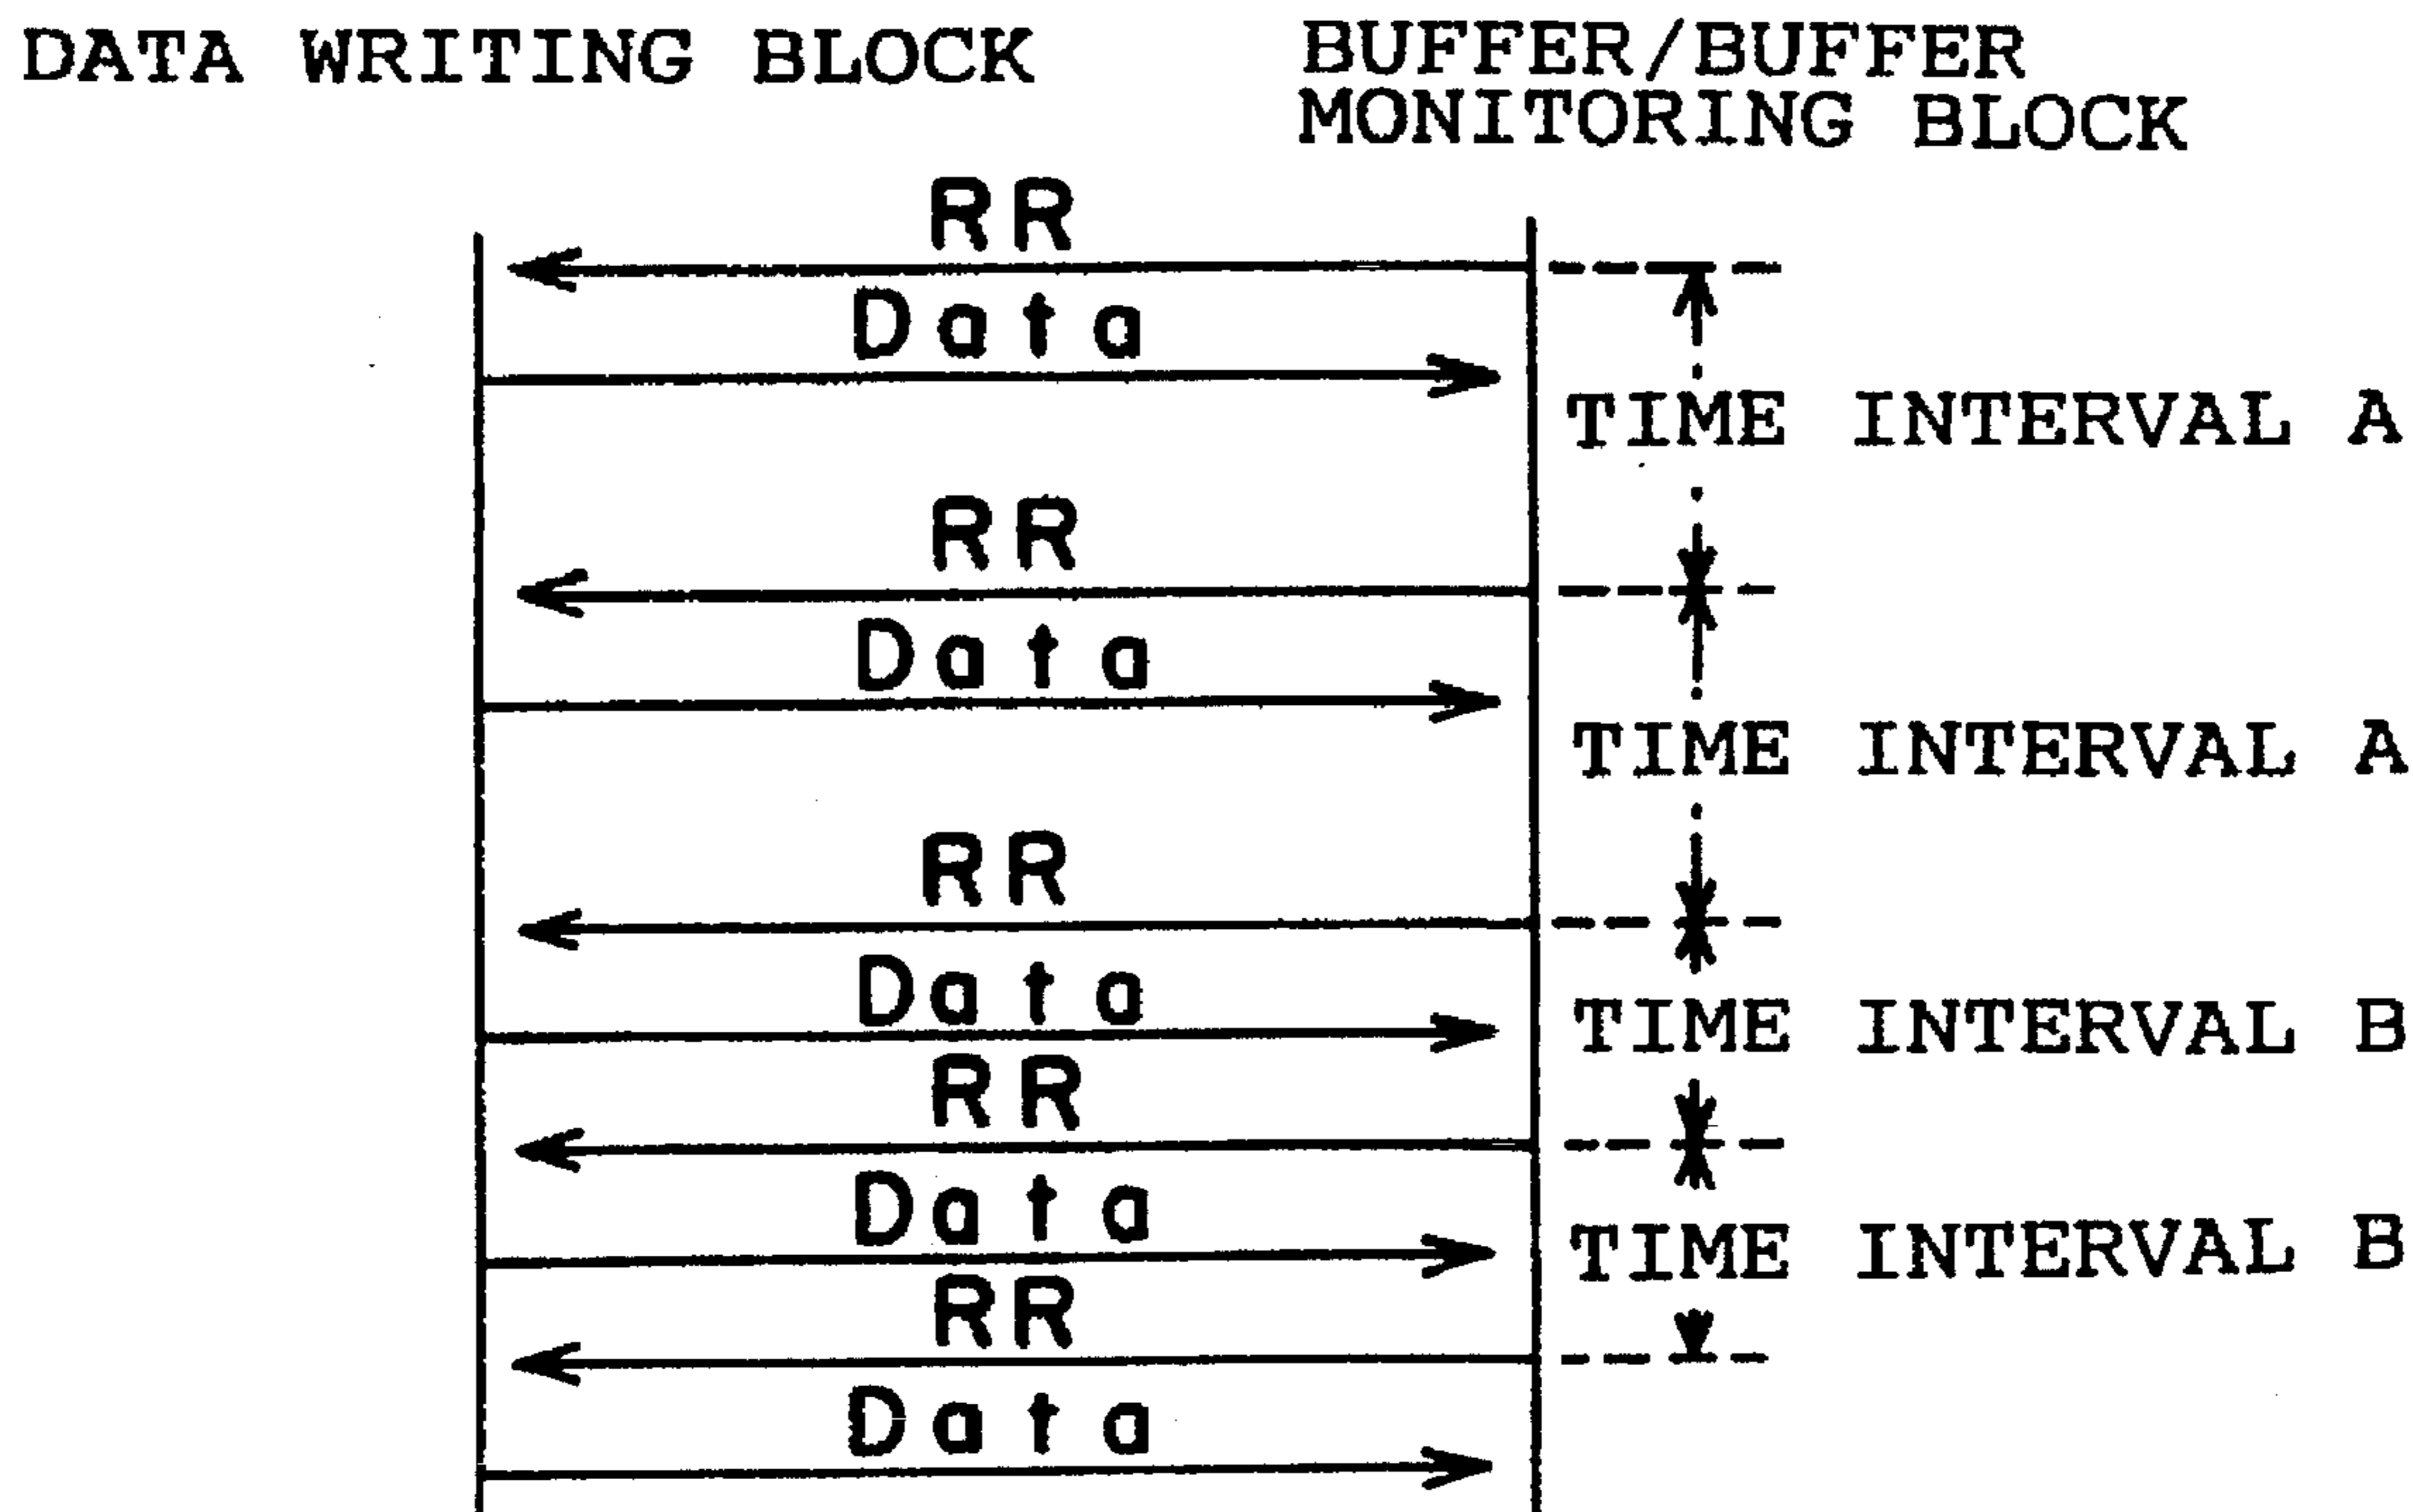 DATA WRITING BLOCK
BUFFER/BUFFER
MONITORING BLOCK
RR
Data
TIME INTERVAL A
RR
Data
TIME INTERVAL A
RR
Data
TIME INTERVAL B
RR
Data
TIME INTERVAL B
RR
Data